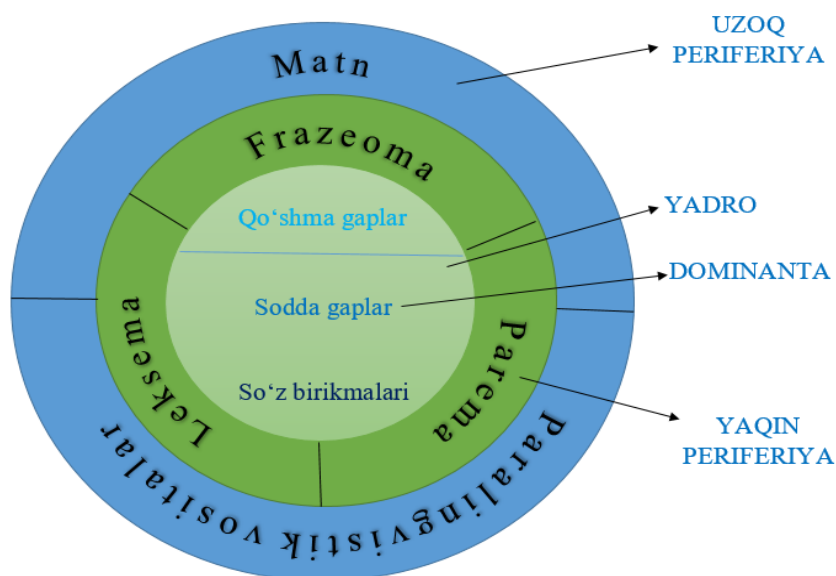 Matn
UZOQ
PERIFERIYA
Frazeoma
Qo‘shma gaplar
YADRO
DOMINANTA
Sodda gaplar
Leksema
Parema
So‘z birikmalari
YAQIN
PERIFERIYA
Paralingvistik vositalar